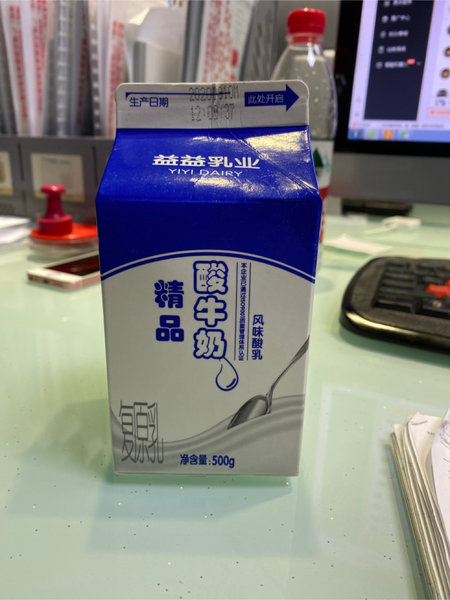 生产日期
此处开启
益益乳业®
YIYI DAIRY
精品
酸牛奶
风味酸乳
复原乳
净含量:500g